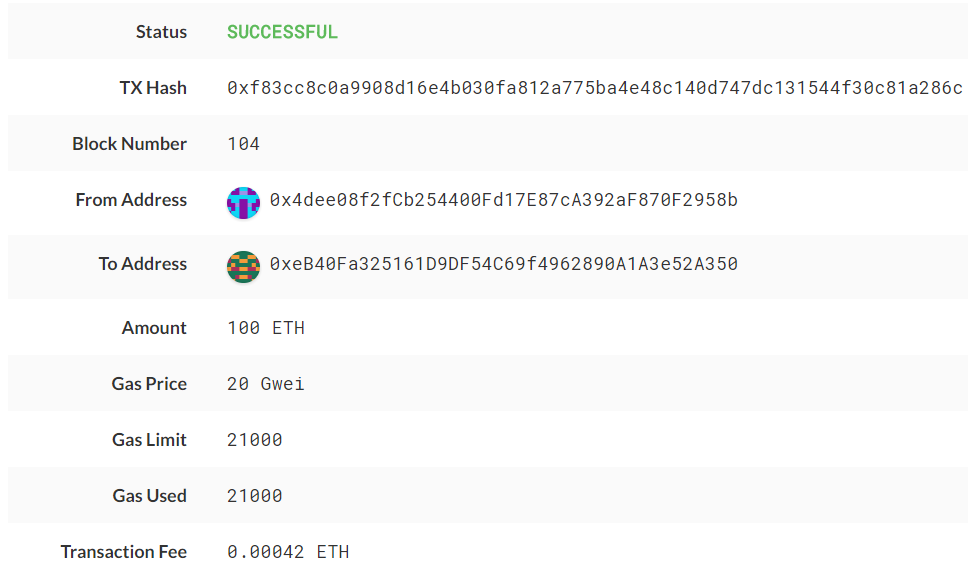 Status SUCCESSFUL
TX Hash 0xf83cc8c0a9908d16e4b030fa812a775ba4e48c140d747dc131544f30c81a286c
Block Number 104
From Address 0x4dee08f2fCb254400Fd17E87cA392aF870F2958b
To Address 0xeB40Fa325161D9DF54C69f4962890A1A3e52A350
Amount 100 ETH
Gas Price 20 Gwei
Gas Limit 21000
Gas Used 21000
Transaction Fee 0.00042 ETH